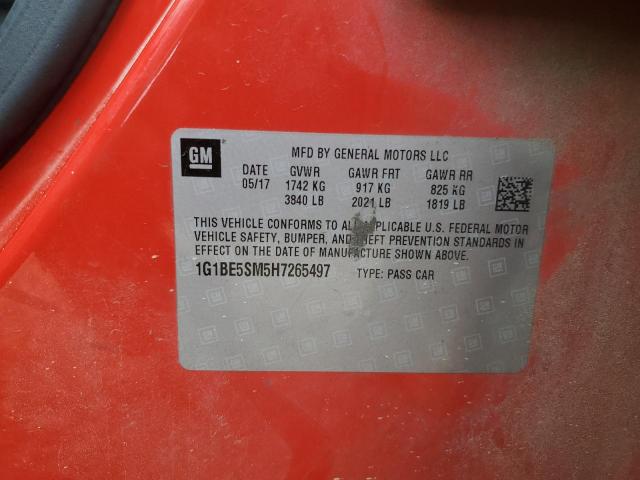 GM
MFD BY GENERAL MOTORS LLC
DATE GVWR GAWR FRT GAWR RR
05/17 1742 KG 917 KG 825 KG
3840 LB 2021 LB 1819 LB
THIS VEHICLE CONFORMS TO ALL APPLICABLE U.S. FEDERAL MOTOR
VEHICLE SAFETY, BUMPER, AND THEFT PREVENTION STANDARDS IN
EFFECT ON THE DATE OF MANUFACTURE SHOWN ABOVE.
1G1BE5SM5H7265497 TYPE: PASS CAR